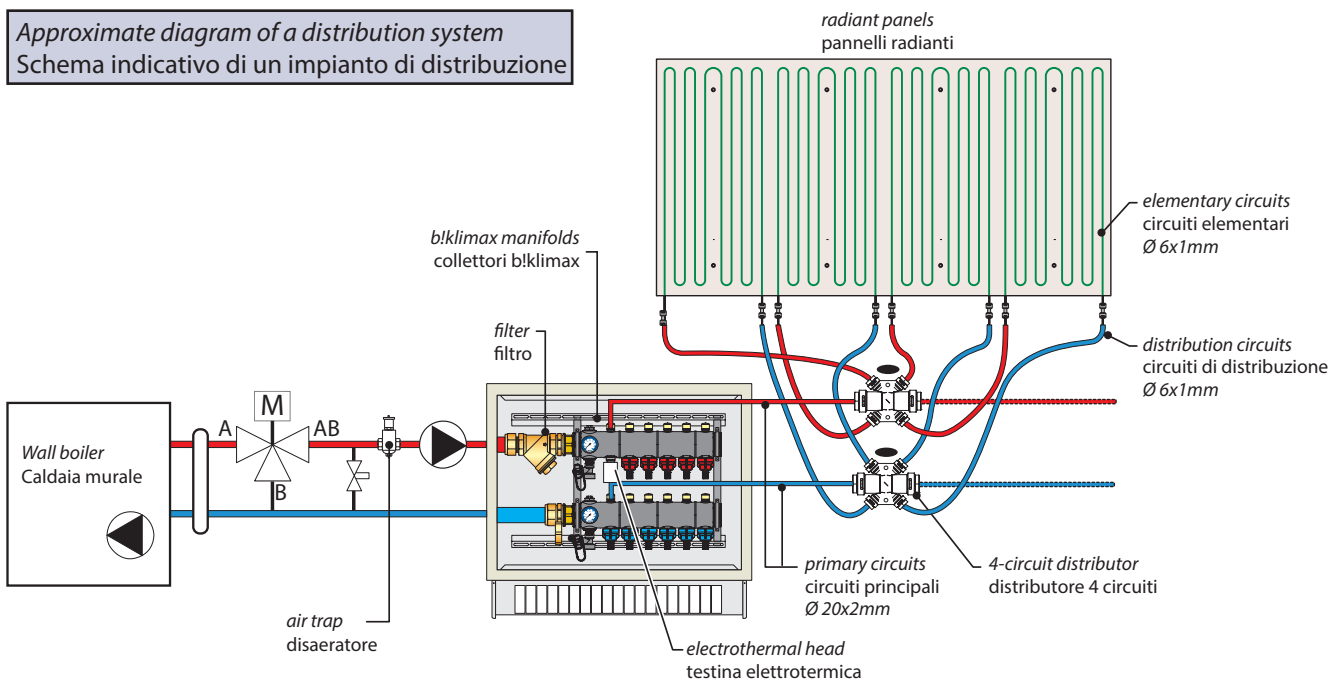 Approximate diagram of a distribution system
Schema indicativo di un impianto di distribuzione
radiant panels
pannelli radianti
elementary circuits
circuiti elementari
Ø 6x1mm
b!klimax manifolds
collettori b!klimax
filter
filtro
distribution circuits
circuiti di distribuzione
Ø 6x1mm
M
A
AB
B
Wall boiler
Caldaia murale
primary circuits
circuiti principali
Ø 20x2mm
4-circuit distributor
distributore 4 circuiti
air trap
disaeratore
electrothermal head
testina elettrotermica